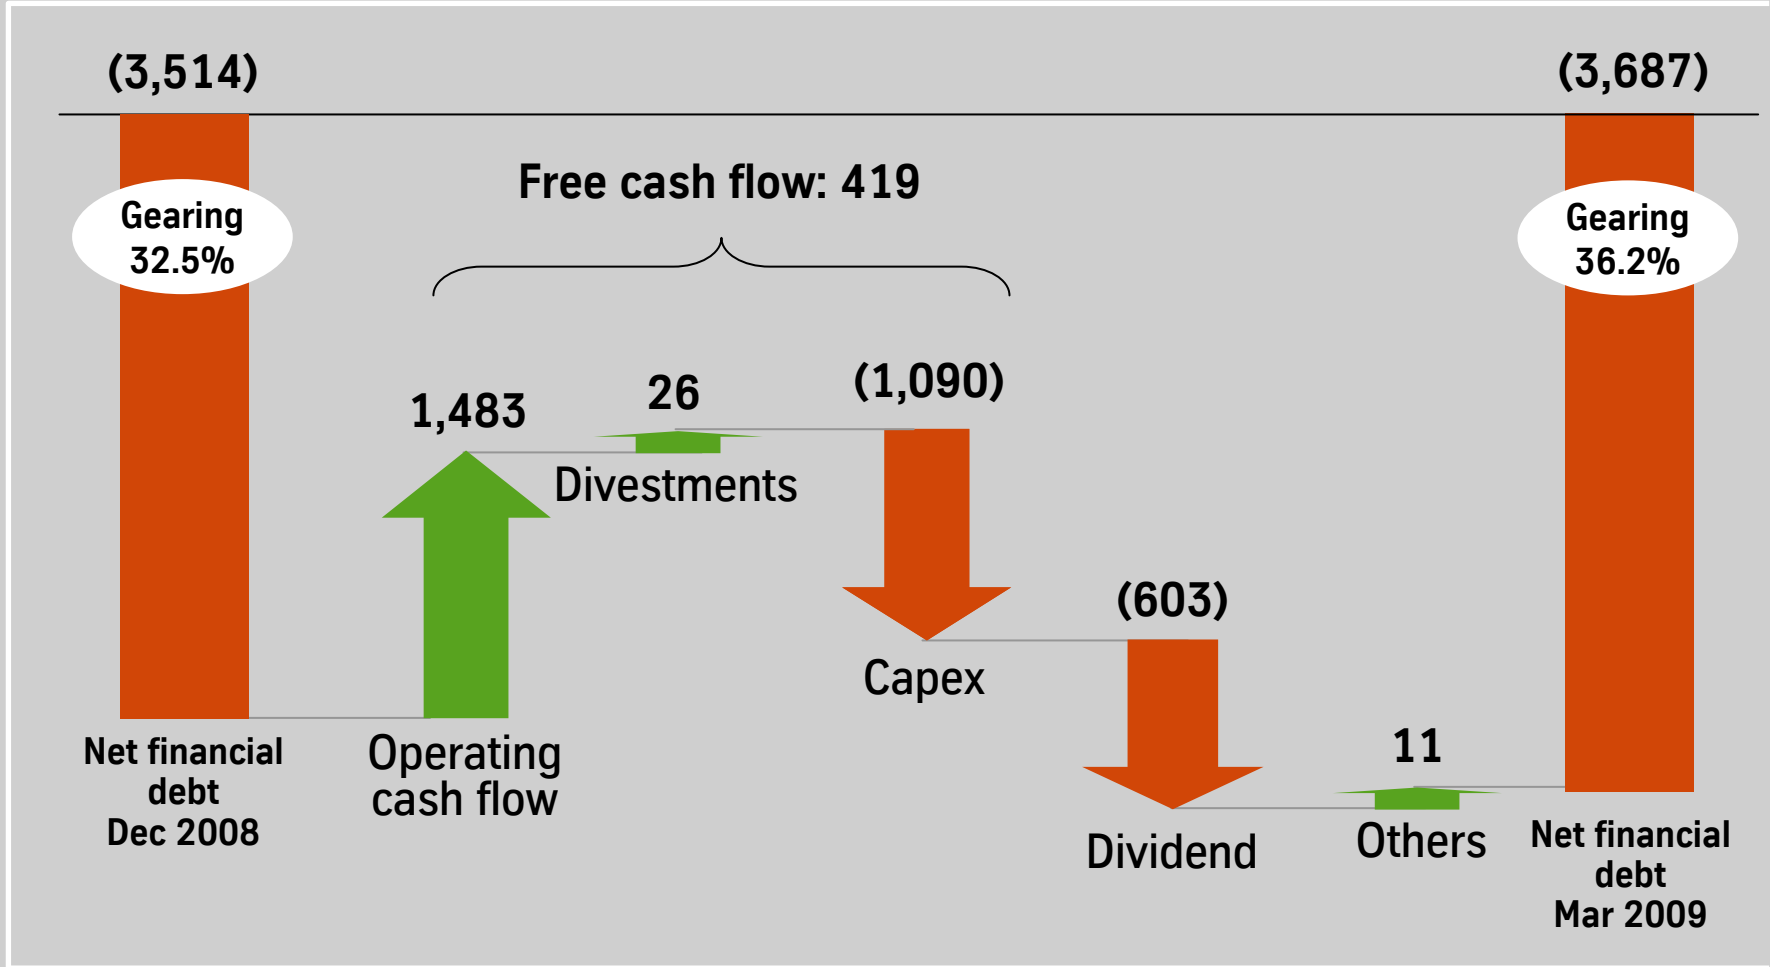 (3,514)
(3,687)
Free cash flow: 419
Gearing
32.5%
Gearing
36.2%
1,483
26
(1,090)
Divestments
(603)
Capex
11
Net financial
debt
Dec 2008
Operating
cash flow
Dividend
Others
Net financial
debt
Mar 2009